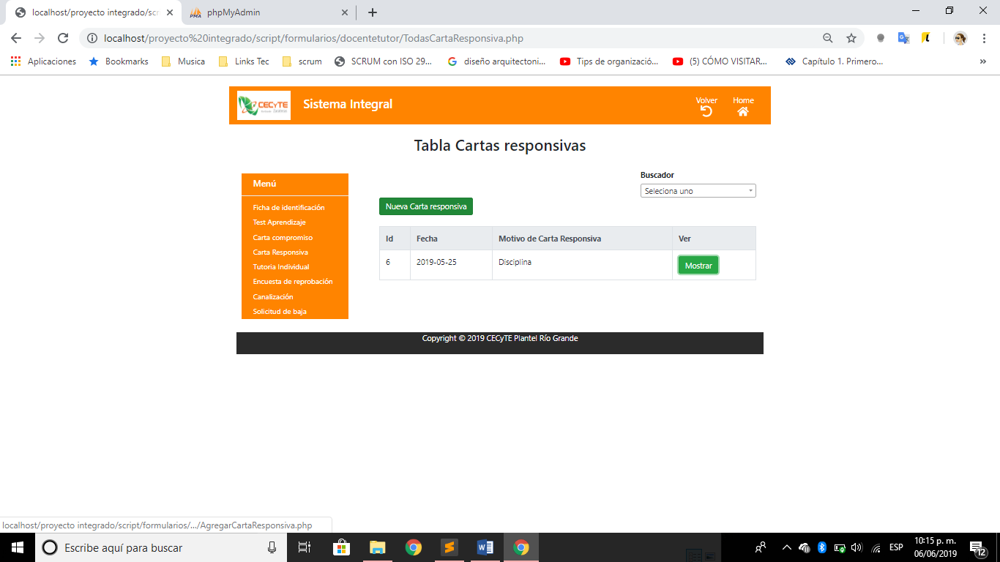 localhost/proyecto integrado/scr
phpMyAdmin
localhost/proyecto%20integrado/script/formularios/docentetutor/TodasCartaResponsiva.php
Aplicaciones
Bookmarks
Musica
Links Tec
scrum
SCRUM con ISO 29...
diseño arquitectoni...
Tips de organizació...
(5) CÓMO VISITAR...
Capítulo 1. Primero...
CECyTE
Sistema Integral
Volver
Home
Tabla Cartas responsivas
Buscador
Seleciona uno
Menú
Ficha de identificación
Test Aprendizaje
Carta compromiso
Carta Responsiva
Tutoria Individual
Encuesta de reprobación
Canalización
Solicitud de baja
Nueva Carta responsiva
Id Fecha Motivo de Carta Responsiva Ver
6 2019-05-25 Disciplina Mostrar
Copyright © 2019 CECyTE Plantel Río Grande
localhost/proyecto integrado/script/formularios/.../AgregarCartaResponsiva.php
Escribe aquí para buscar
ESP
10:15 p. m.
06/06/2019
12